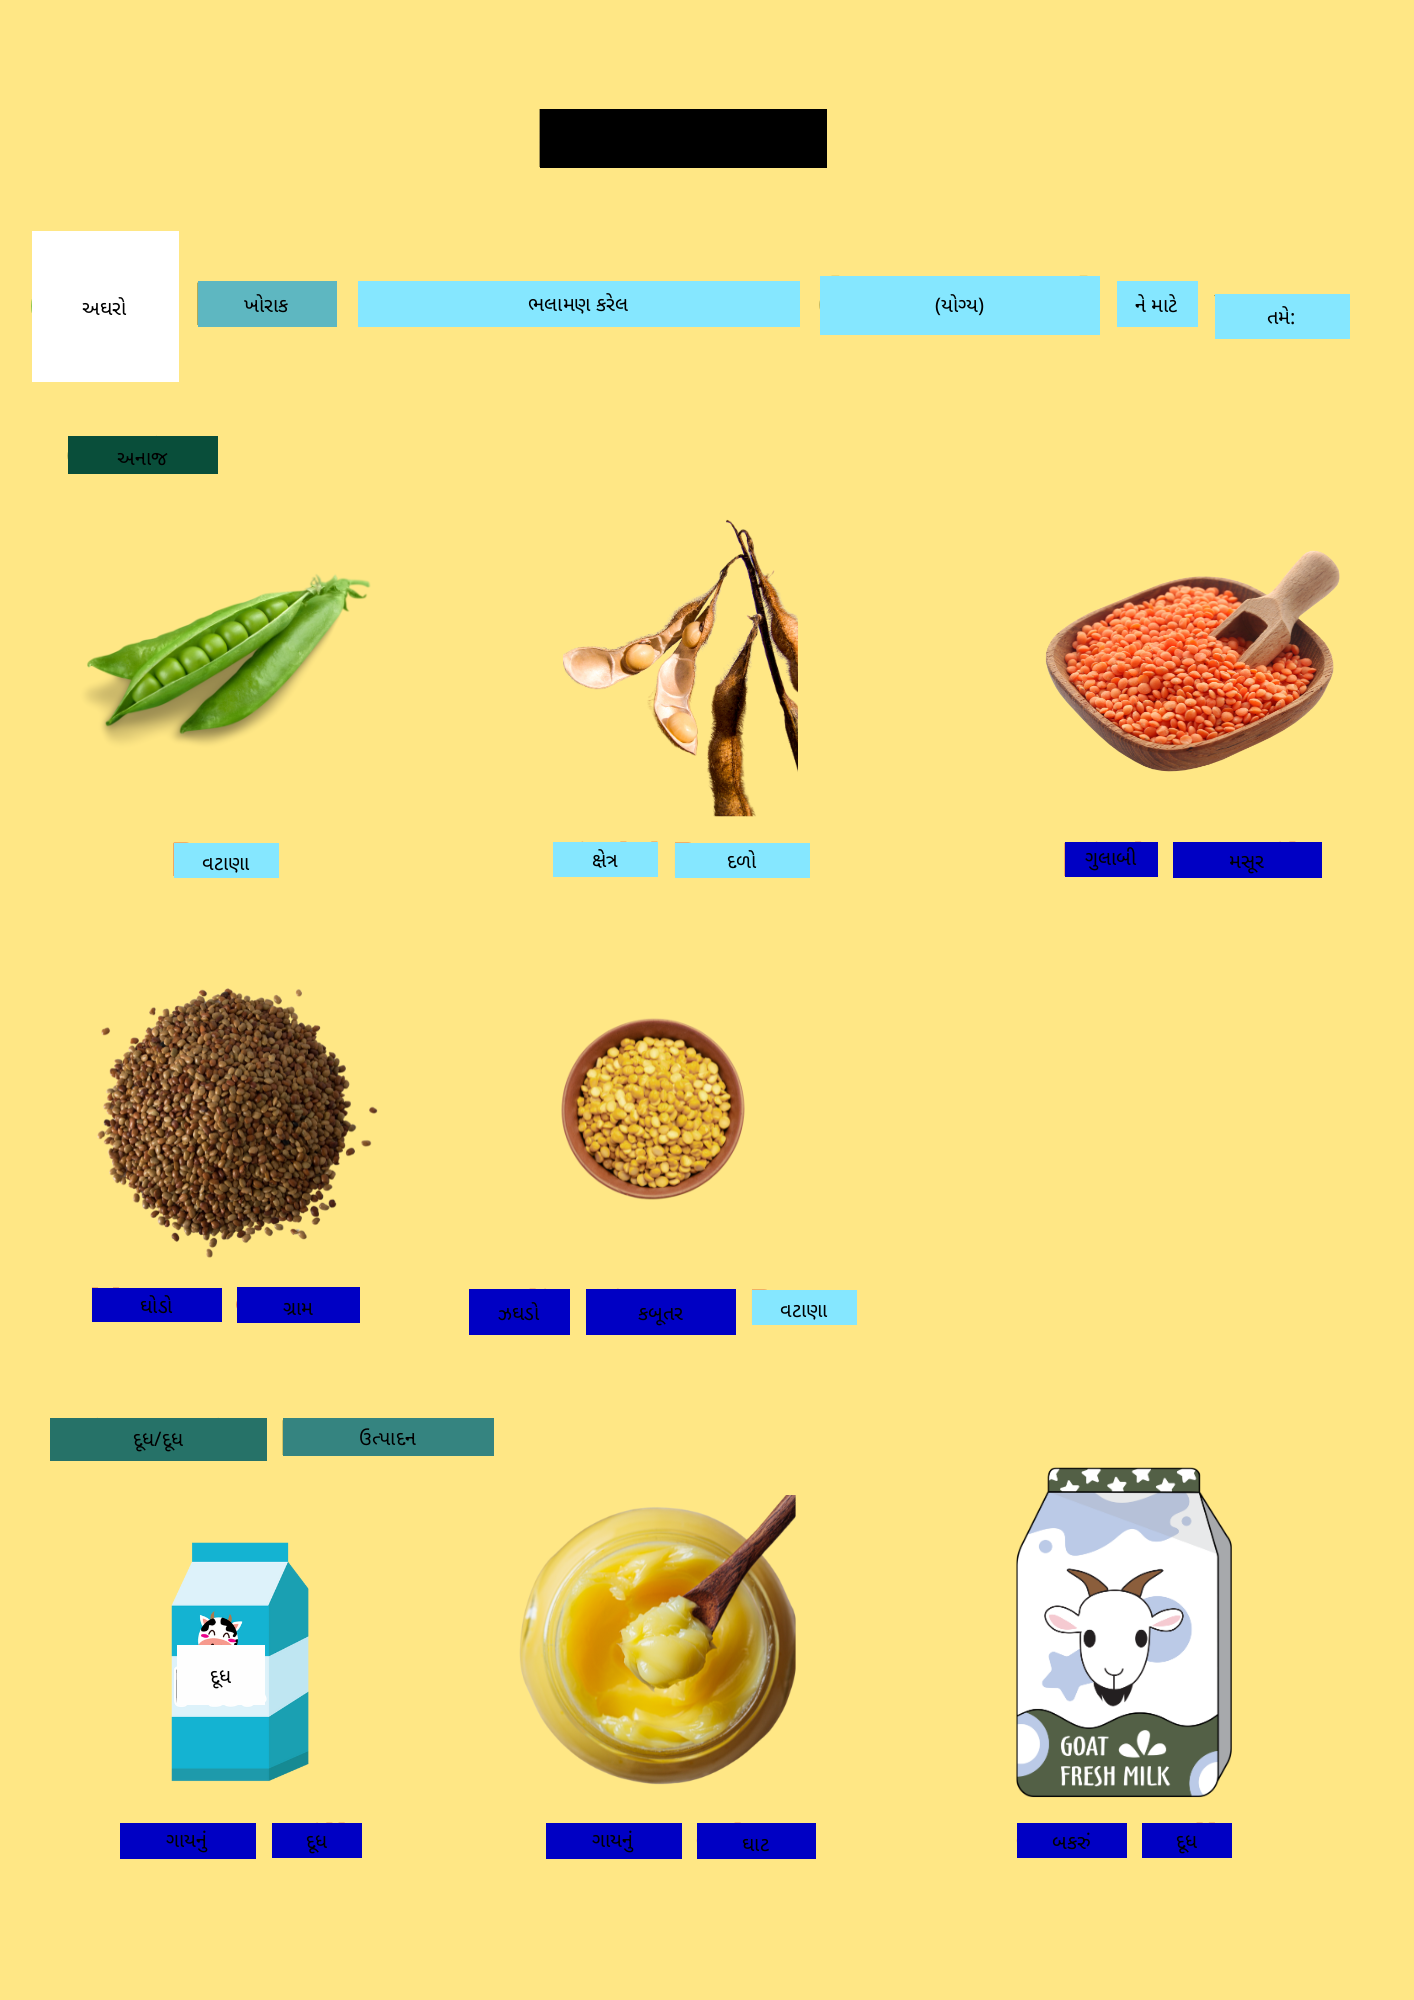 અઘરો ખોરાક ભલામણ કરેલ (યોગ્ય) ને માટે તમે:
અનાજ
વટાણા ક્ષેત્ર દળો ગુલાબી મસૂર
ઘોડો ગ્રામ ઝઘડો કબૂતર વટાણા
દૂધ/દૂધ ઉત્પાદન
દૂધ
GOAT
FRESH MILK
ગાયનું દૂધ ગાયનું ઘાટ બકરું દૂધ